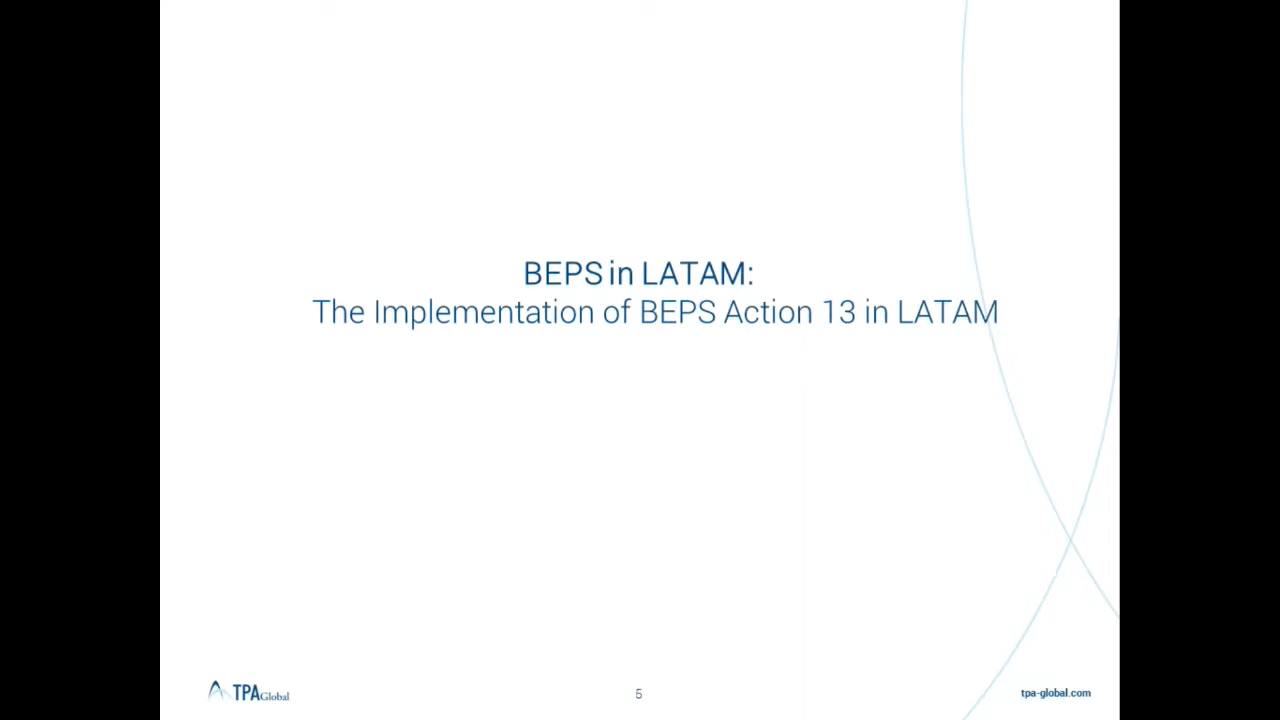 BEPS in LATAM:
The Implementation of BEPS Action 13 in LATAM
TPA Global
5
tpa-global.com